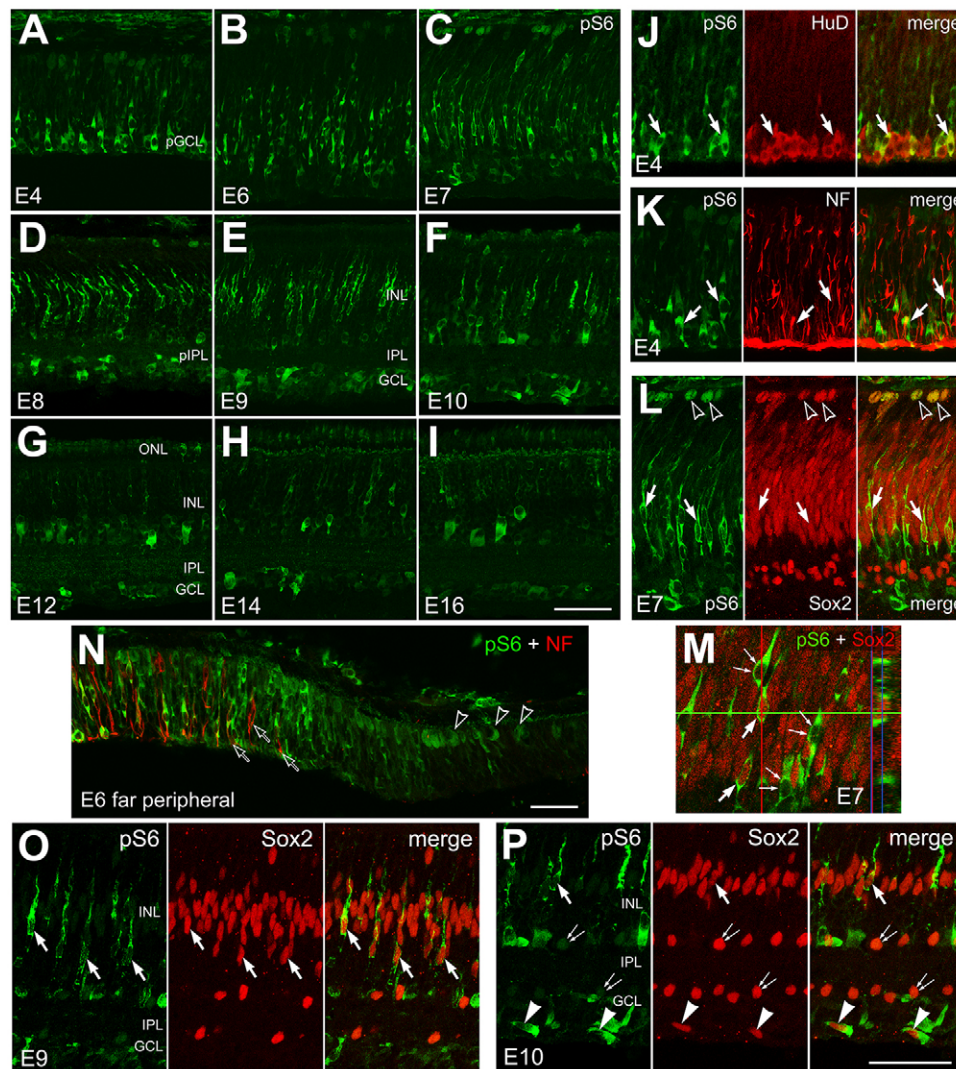 A
B
C
pS6
pGCL
E4
E6
E7
D
E
F
INL
pIPL
IPL
GCL
E8
E9
E10
G
H
I
ONL
INL
IPL
GCL
E12
E14
E16
J
pS6
HuD
merge
E4
K
pS6
NF
merge
E4
L
E7
pS6
Sox2
merge
N
pS6 + NF
E6 far peripheral
M
pS6 + Sox2
E7
O
pS6
Sox2
merge
INL
IPL
GCL
E9
P
pS6
Sox2
merge
INL
IPL
GCL
E10